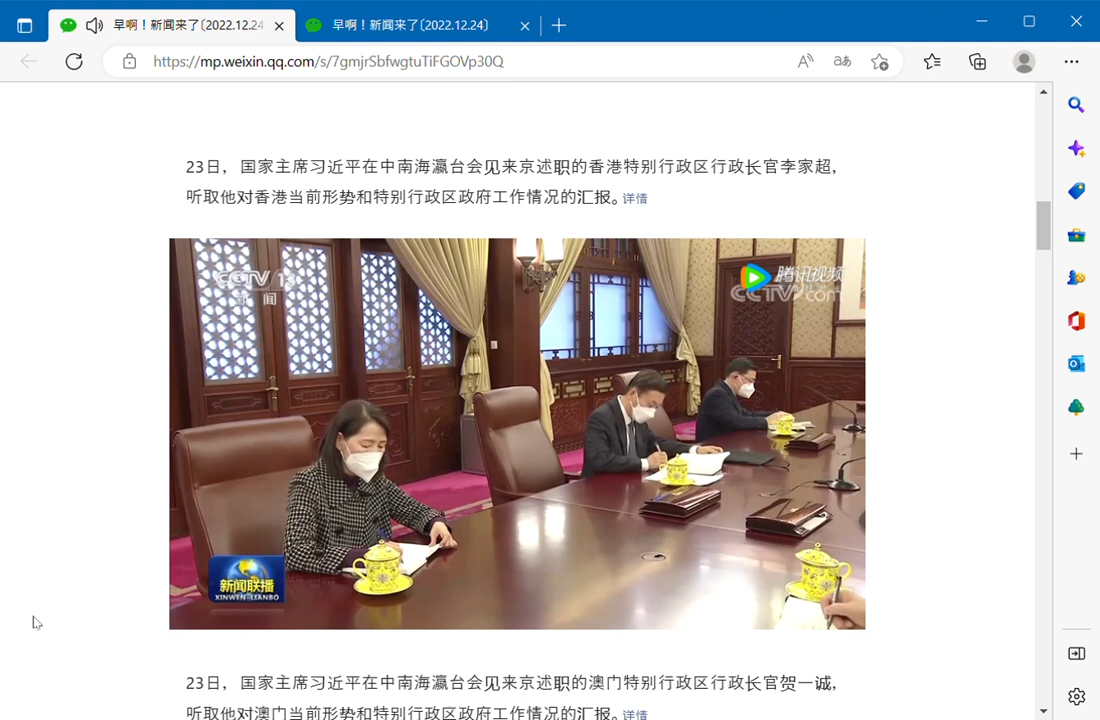 早啊！新闻来了〔2022.12.24
早啊！新闻来了〔2022.12.24〕
https://mp.weixin.qq.com/s/7gmjrSbfwgtuTiFGOVp30Q
23日，国家主席习近平在中南海瀛台会见来京述职的香港特别行政区行政长官李家超，
听取他对香港当前形势和特别行政区政府工作情况的汇报。详情
CCTV 13
新闻
腾讯视频
CCTV.com
新闻联播
XINWEN LIANBO
23日，国家主席习近平在中南海瀛台会见来京述职的澳门特别行政区行政长官贺一诚，
听取他对澳门当前形势和特别行政区政府工作情况的汇报。详情